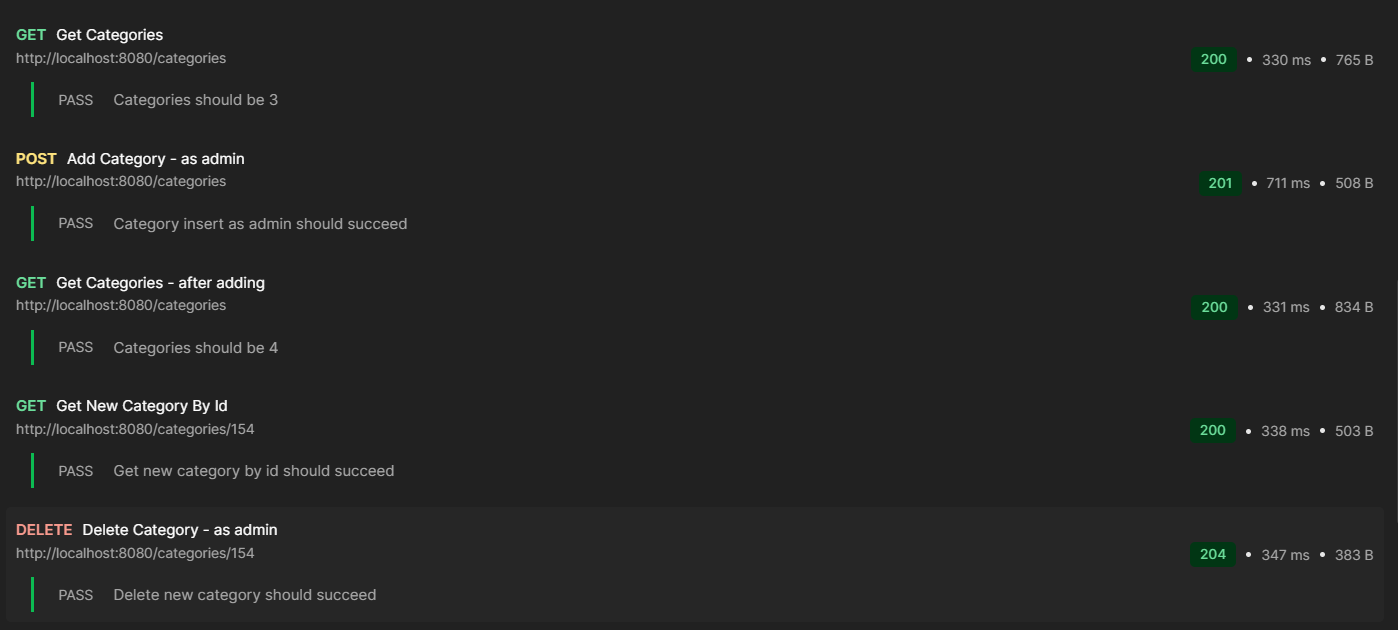 GET Get Categories
http://localhost:8080/categories
200 • 330 ms • 765 B
PASS Categories should be 3
POST Add Category - as admin
http://localhost:8080/categories
201 • 711 ms • 508 B
PASS Category insert as admin should succeed
GET Get Categories - after adding
http://localhost:8080/categories
200 • 331 ms • 834 B
PASS Categories should be 4
GET Get New Category By Id
http://localhost:8080/categories/154
200 • 338 ms • 503 B
PASS Get new category by id should succeed
DELETE Delete Category - as admin
http://localhost:8080/categories/154
204 • 347 ms • 383 B
PASS Delete new category should succeed